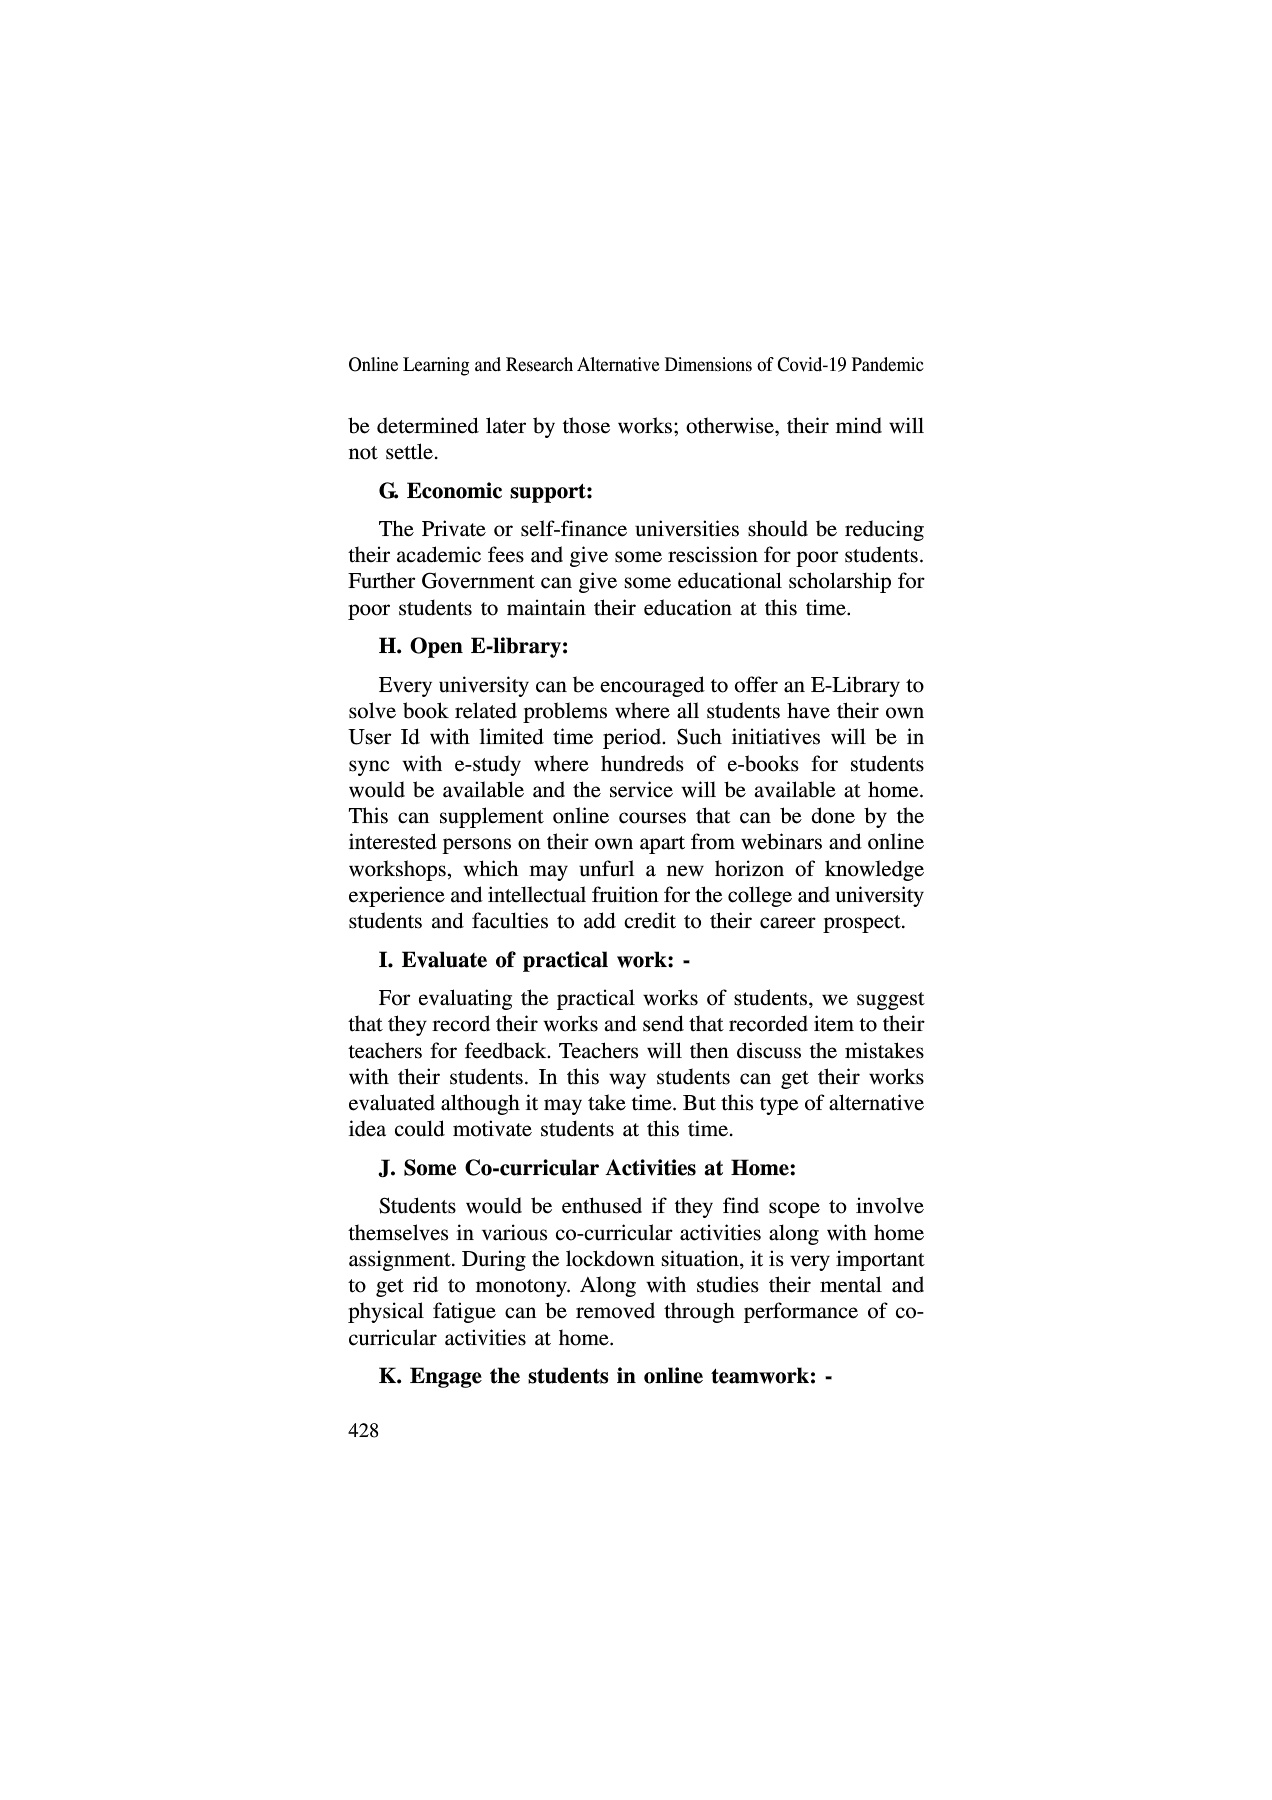 Online Learning and Research Alternative Dimensions of Covid-19 Pandemic
be determined later by those works; otherwise, their mind will
not settle.
G. Economic support:
The Private or self-finance universities should be reducing
their academic fees and give some rescission for poor students.
Further Government can give some educational scholarship for
poor students to maintain their education at this time.
H. Open E-library:
Every university can be encouraged to offer an E-Library to
solve book related problems where all students have their own
User Id with limited time period. Such initiatives will be in
sync with e-study where hundreds of e-books for students
would be available and the service will be available at home.
This can supplement online courses that can be done by the
interested persons on their own apart from webinars and online
workshops, which may unfurl a new horizon of knowledge
experience and intellectual fruition for the college and university
students and faculties to add credit to their career prospect.
I. Evaluate of practical work: -
For evaluating the practical works of students, we suggest
that they record their works and send that recorded item to their
teachers for feedback. Teachers will then discuss the mistakes
with their students. In this way students can get their works
evaluated although it may take time. But this type of alternative
idea could motivate students at this time.
J. Some Co-curricular Activities at Home:
Students would be enthused if they find scope to involve
themselves in various co-curricular activities along with home
assignment. During the lockdown situation, it is very important
to get rid to monotony. Along with studies their mental and
physical fatigue can be removed through performance of co-
curricular activities at home.
K. Engage the students in online teamwork: -
428